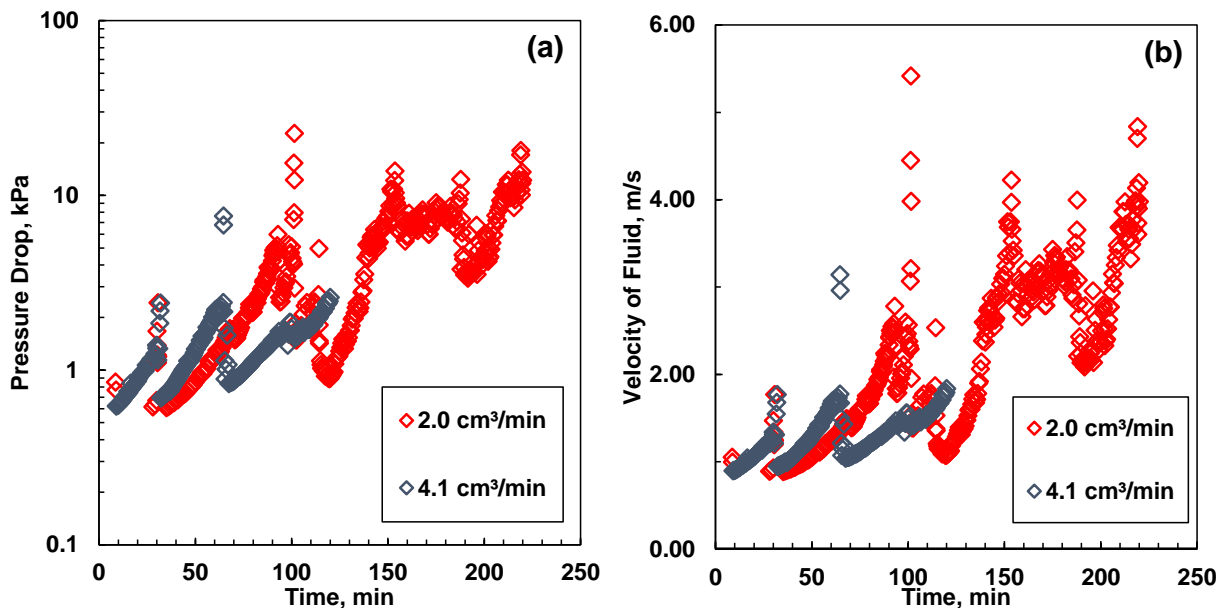 (a)
Pressure Drop, kPa
100
10
1
0.1
0 50 100 150 200 250
Time, min
2.0 cm³/min
4.1 cm³/min
(b)
Velocity of Fluid, m/s
6.00
4.00
2.00
0.00
0 50 100 150 200 250
Time, min
2.0 cm³/min
4.1 cm³/min